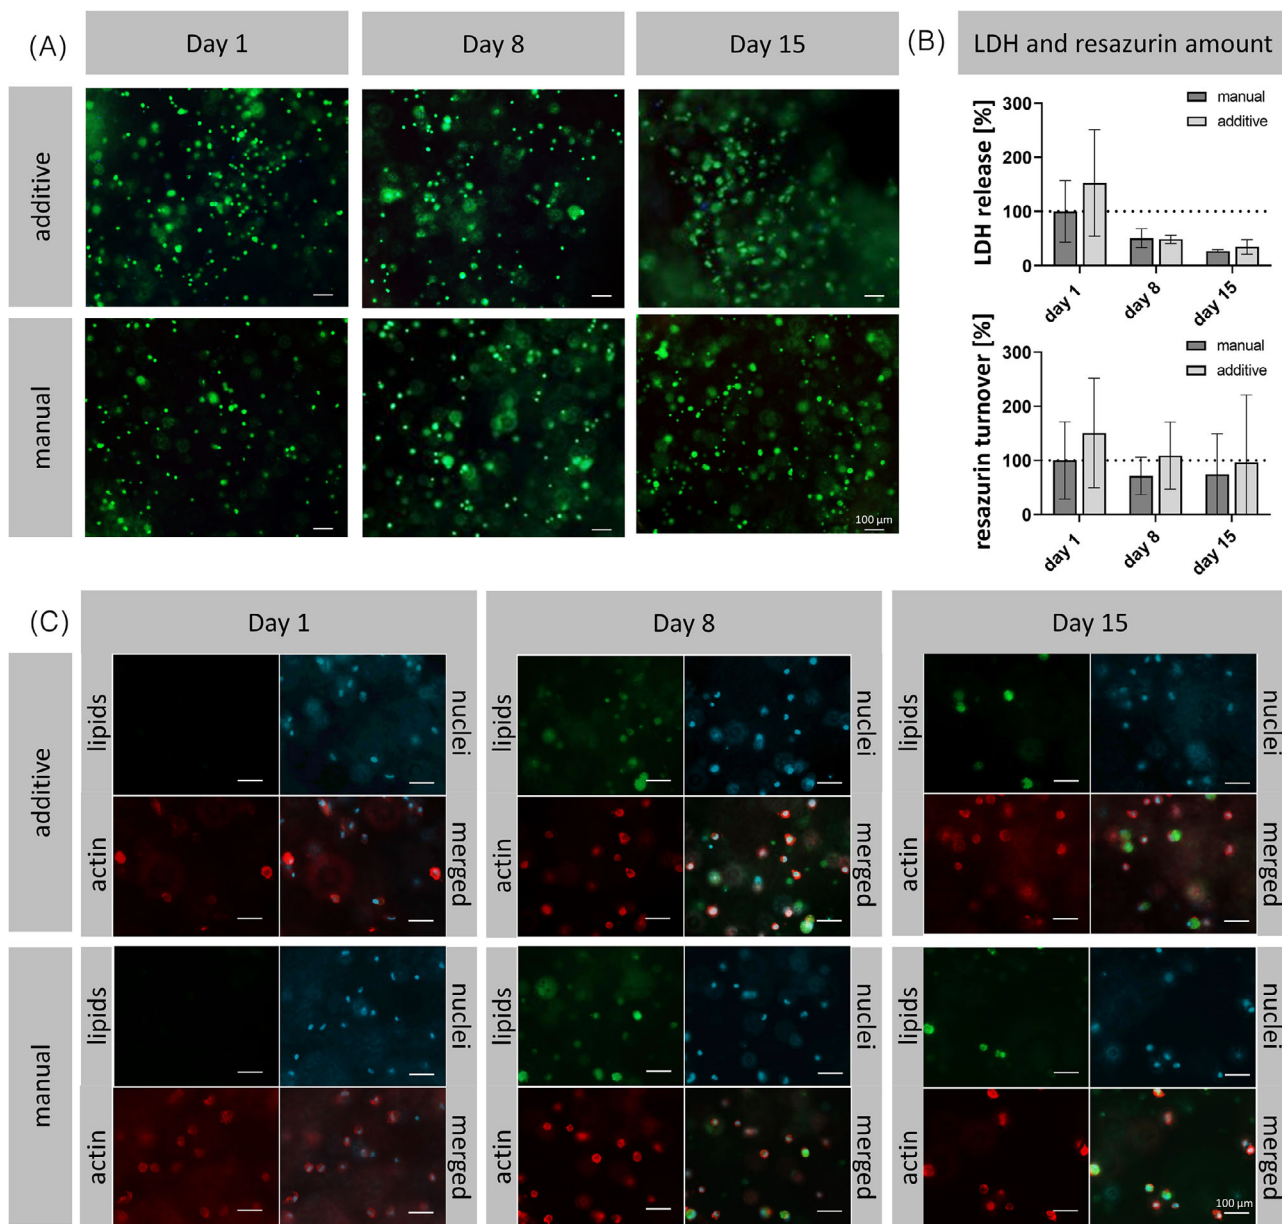 (A)
Day 1
Day 8
Day 15
additive
manual
100 µm
(B)
LDH and resazurin amount
LDH release [%]
300
200
100
0
manual
additive
day 1
day 8
day 15
resazurin turnover [%]
300
200
100
0
manual
additive
day 1
day 8
day 15
(C)
Day 1
Day 8
Day 15
additive
lipids
nuclei
lipids
nuclei
lipids
nuclei
actin
merged
actin
merged
actin
merged
manual
lipids
nuclei
lipids
nuclei
lipids
nuclei
actin
merged
actin
merged
actin
merged
100 µm